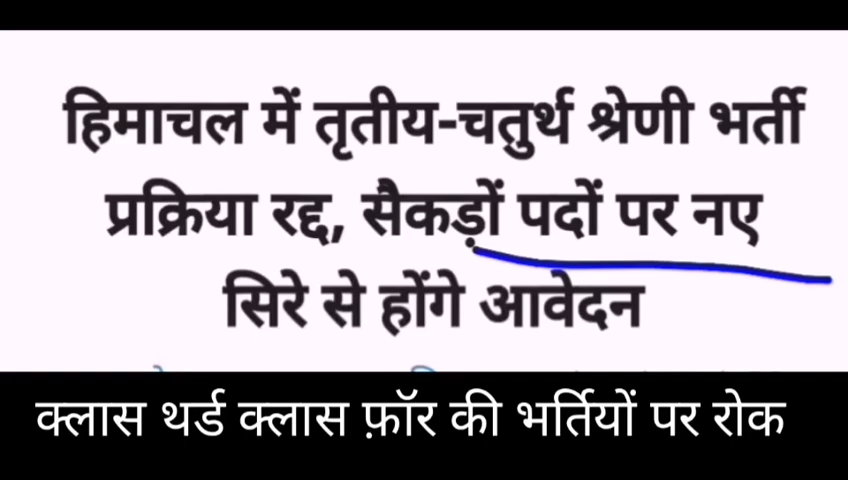 हिमाचल में तृतीय-चतुर्थ श्रेणी भर्ती
प्रक्रिया रद्द, सैकड़ों पदों पर नए
सिरे से होंगे आवेदन
क्लास थर्ड क्लास फ़ॉर की भर्तियों पर रोक